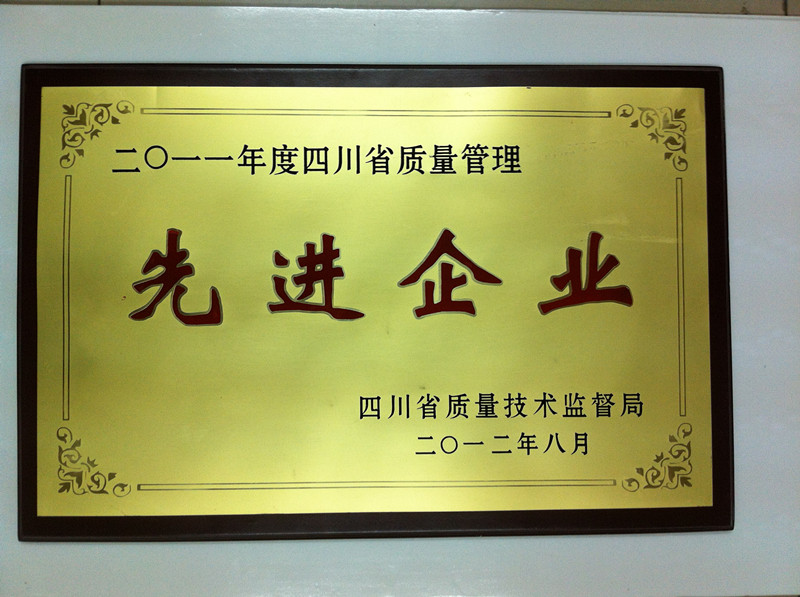 二〇一一年度四川省质量管理
先进企业
四川省质量技术监督局
二〇一二年八月